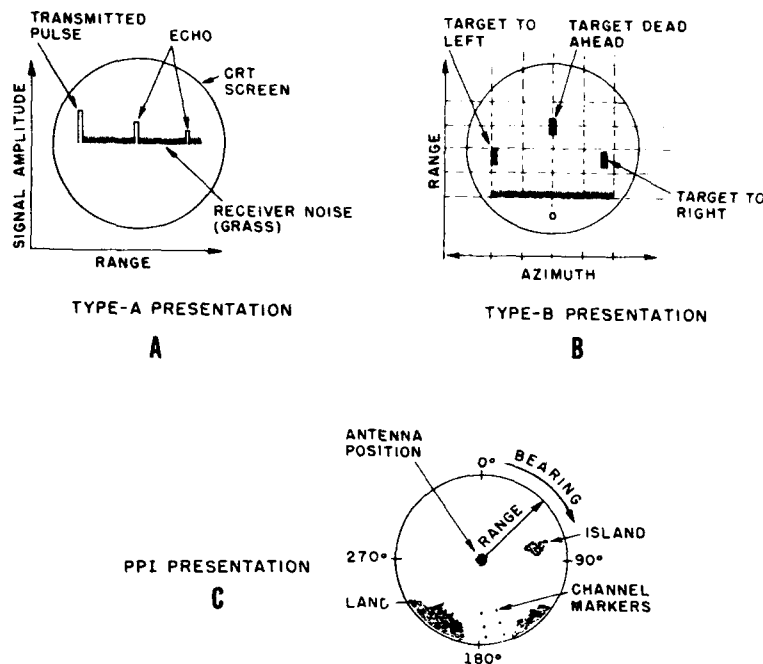 TRANSMITTED
PULSE
ECHO
CRT
SCREEN
SIGNAL AMPLITUDE
RECEIVER NOISE
(GRASS)
RANGE
TYPE-A PRESENTATION
A
TARGET TO
LEFT
TARGET DEAD
AHEAD
RANGE
TARGET TO
RIGHT
O
AZIMUTH
TYPE-B PRESENTATION
B
ANTENNA
POSITION
0°
BEARING
RANGE
ISLAND
270°
90°
PPI PRESENTATION
C
LAND
CHANNEL
MARKERS
180°